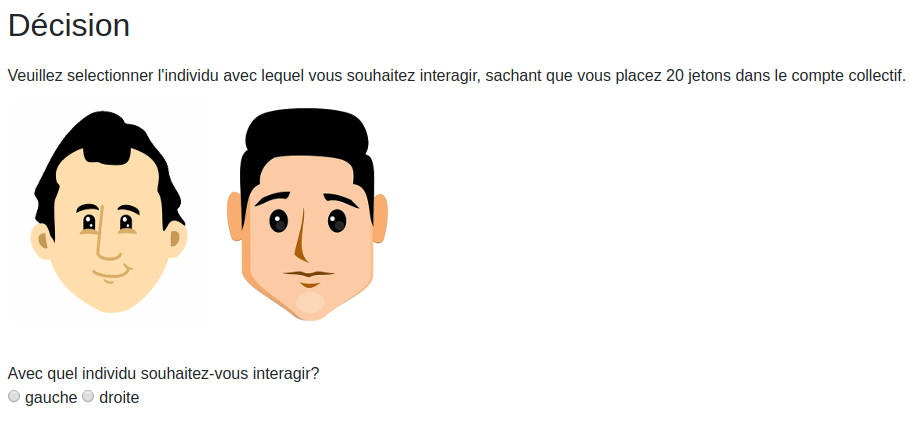 Décision
Veuillez selectionner l'individu avec lequel vous souhaitez interagir, sachant que vous placez 20 jetons dans le compte collectif.
Avec quel individu souhaitez-vous interagir?
gauche droite